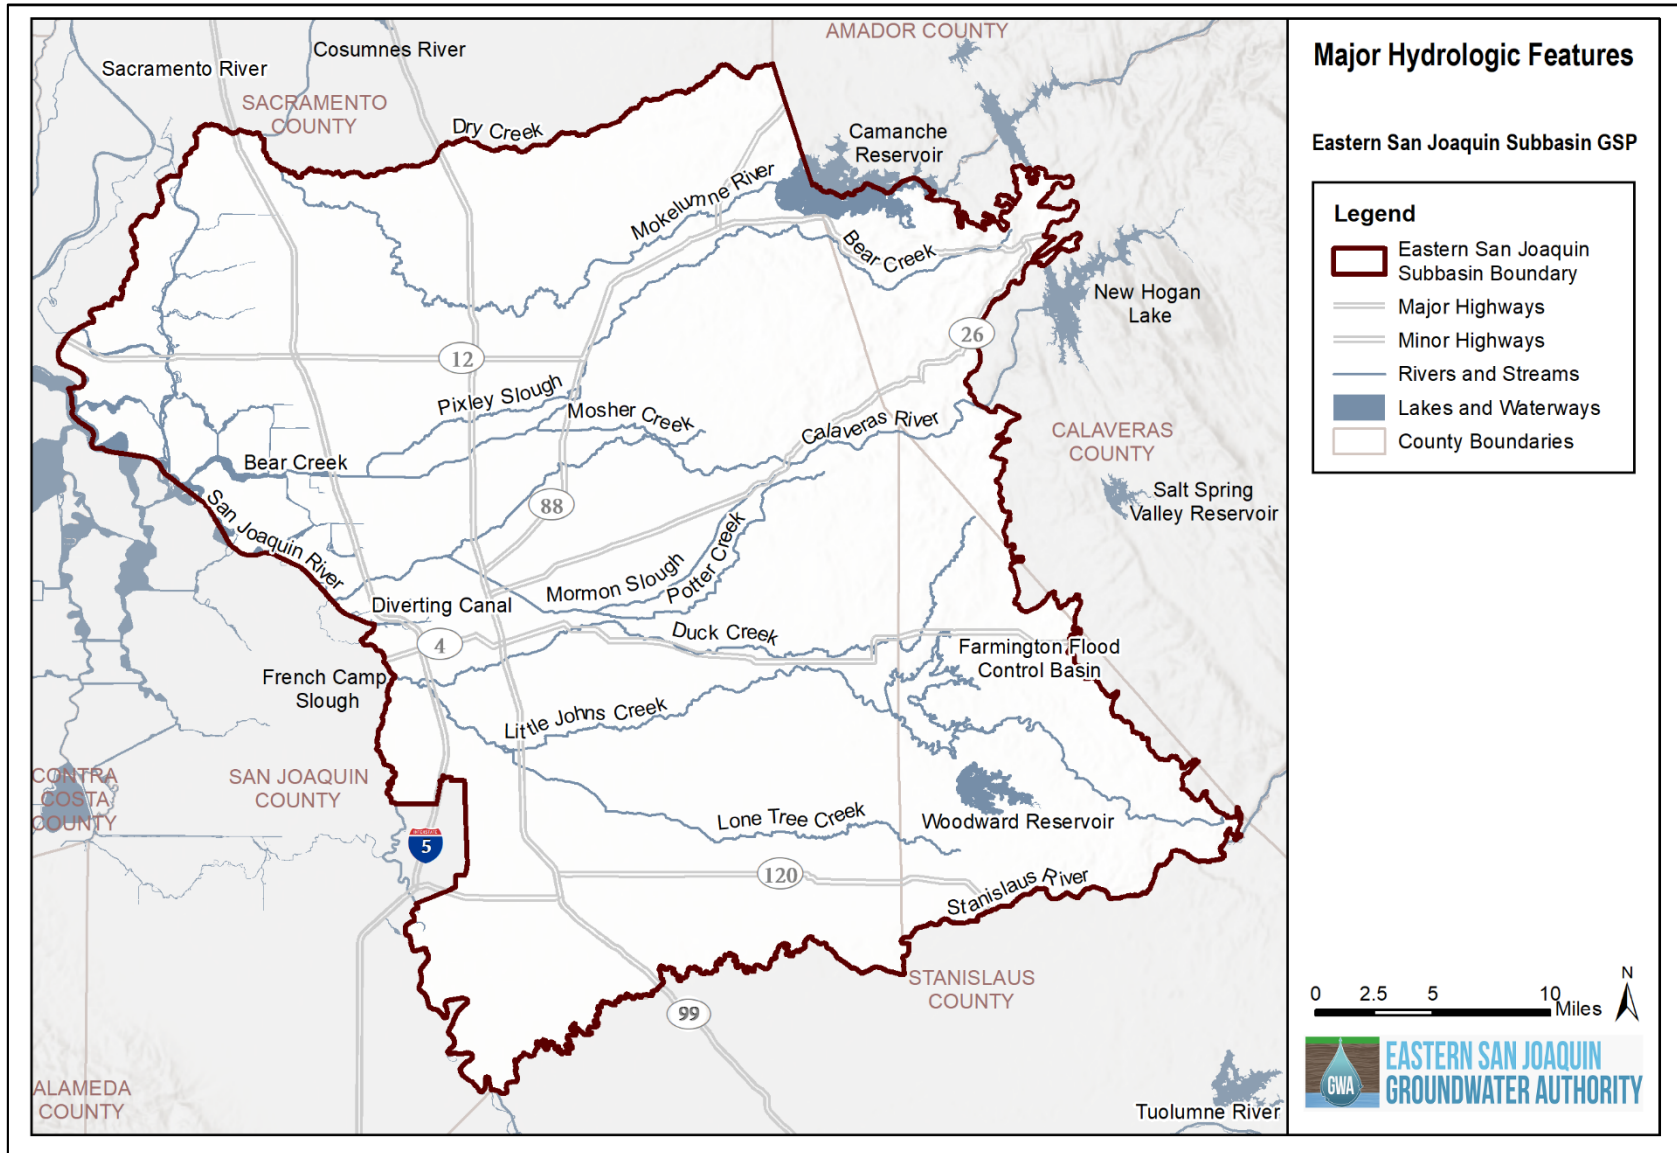 Major Hydrologic Features
Eastern San Joaquin Subbasin GSP
Legend
Eastern San Joaquin
Subbasin Boundary
Major Highways
Minor Highways
Rivers and Streams
Lakes and Waterways
County Boundaries
AMADOR COUNTY
Cosumnes River
Sacramento River
SACRAMENTO
COUNTY
Dry Creek
Camanche
Reservoir
Mokelumne River
Bear Creek
New Hogan
Lake
26
12
Pixley Slough
Mosher Creek
Calaveras River
CALAVERAS
COUNTY
Bear Creek
Salt Spring
Valley Reservoir
88
San Joaquin River
Mormon Slough
Potter Creek
Diverting Canal
4
Duck Creek
Farmington Flood
Control Basin
French Camp
Slough
Little Johns Creek
CONTRA
COSTA
COUNTY
SAN JOAQUIN
COUNTY
Lone Tree Creek
Woodward Reservoir
INTERSTATE
5
120
Stanislaus River
STANISLAUS
COUNTY
99
ALAMEDA
COUNTY
Tuolumne River
0 2.5 5 10
Miles
N
GWA
EASTERN SAN JOAQUIN
GROUNDWATER AUTHORITY